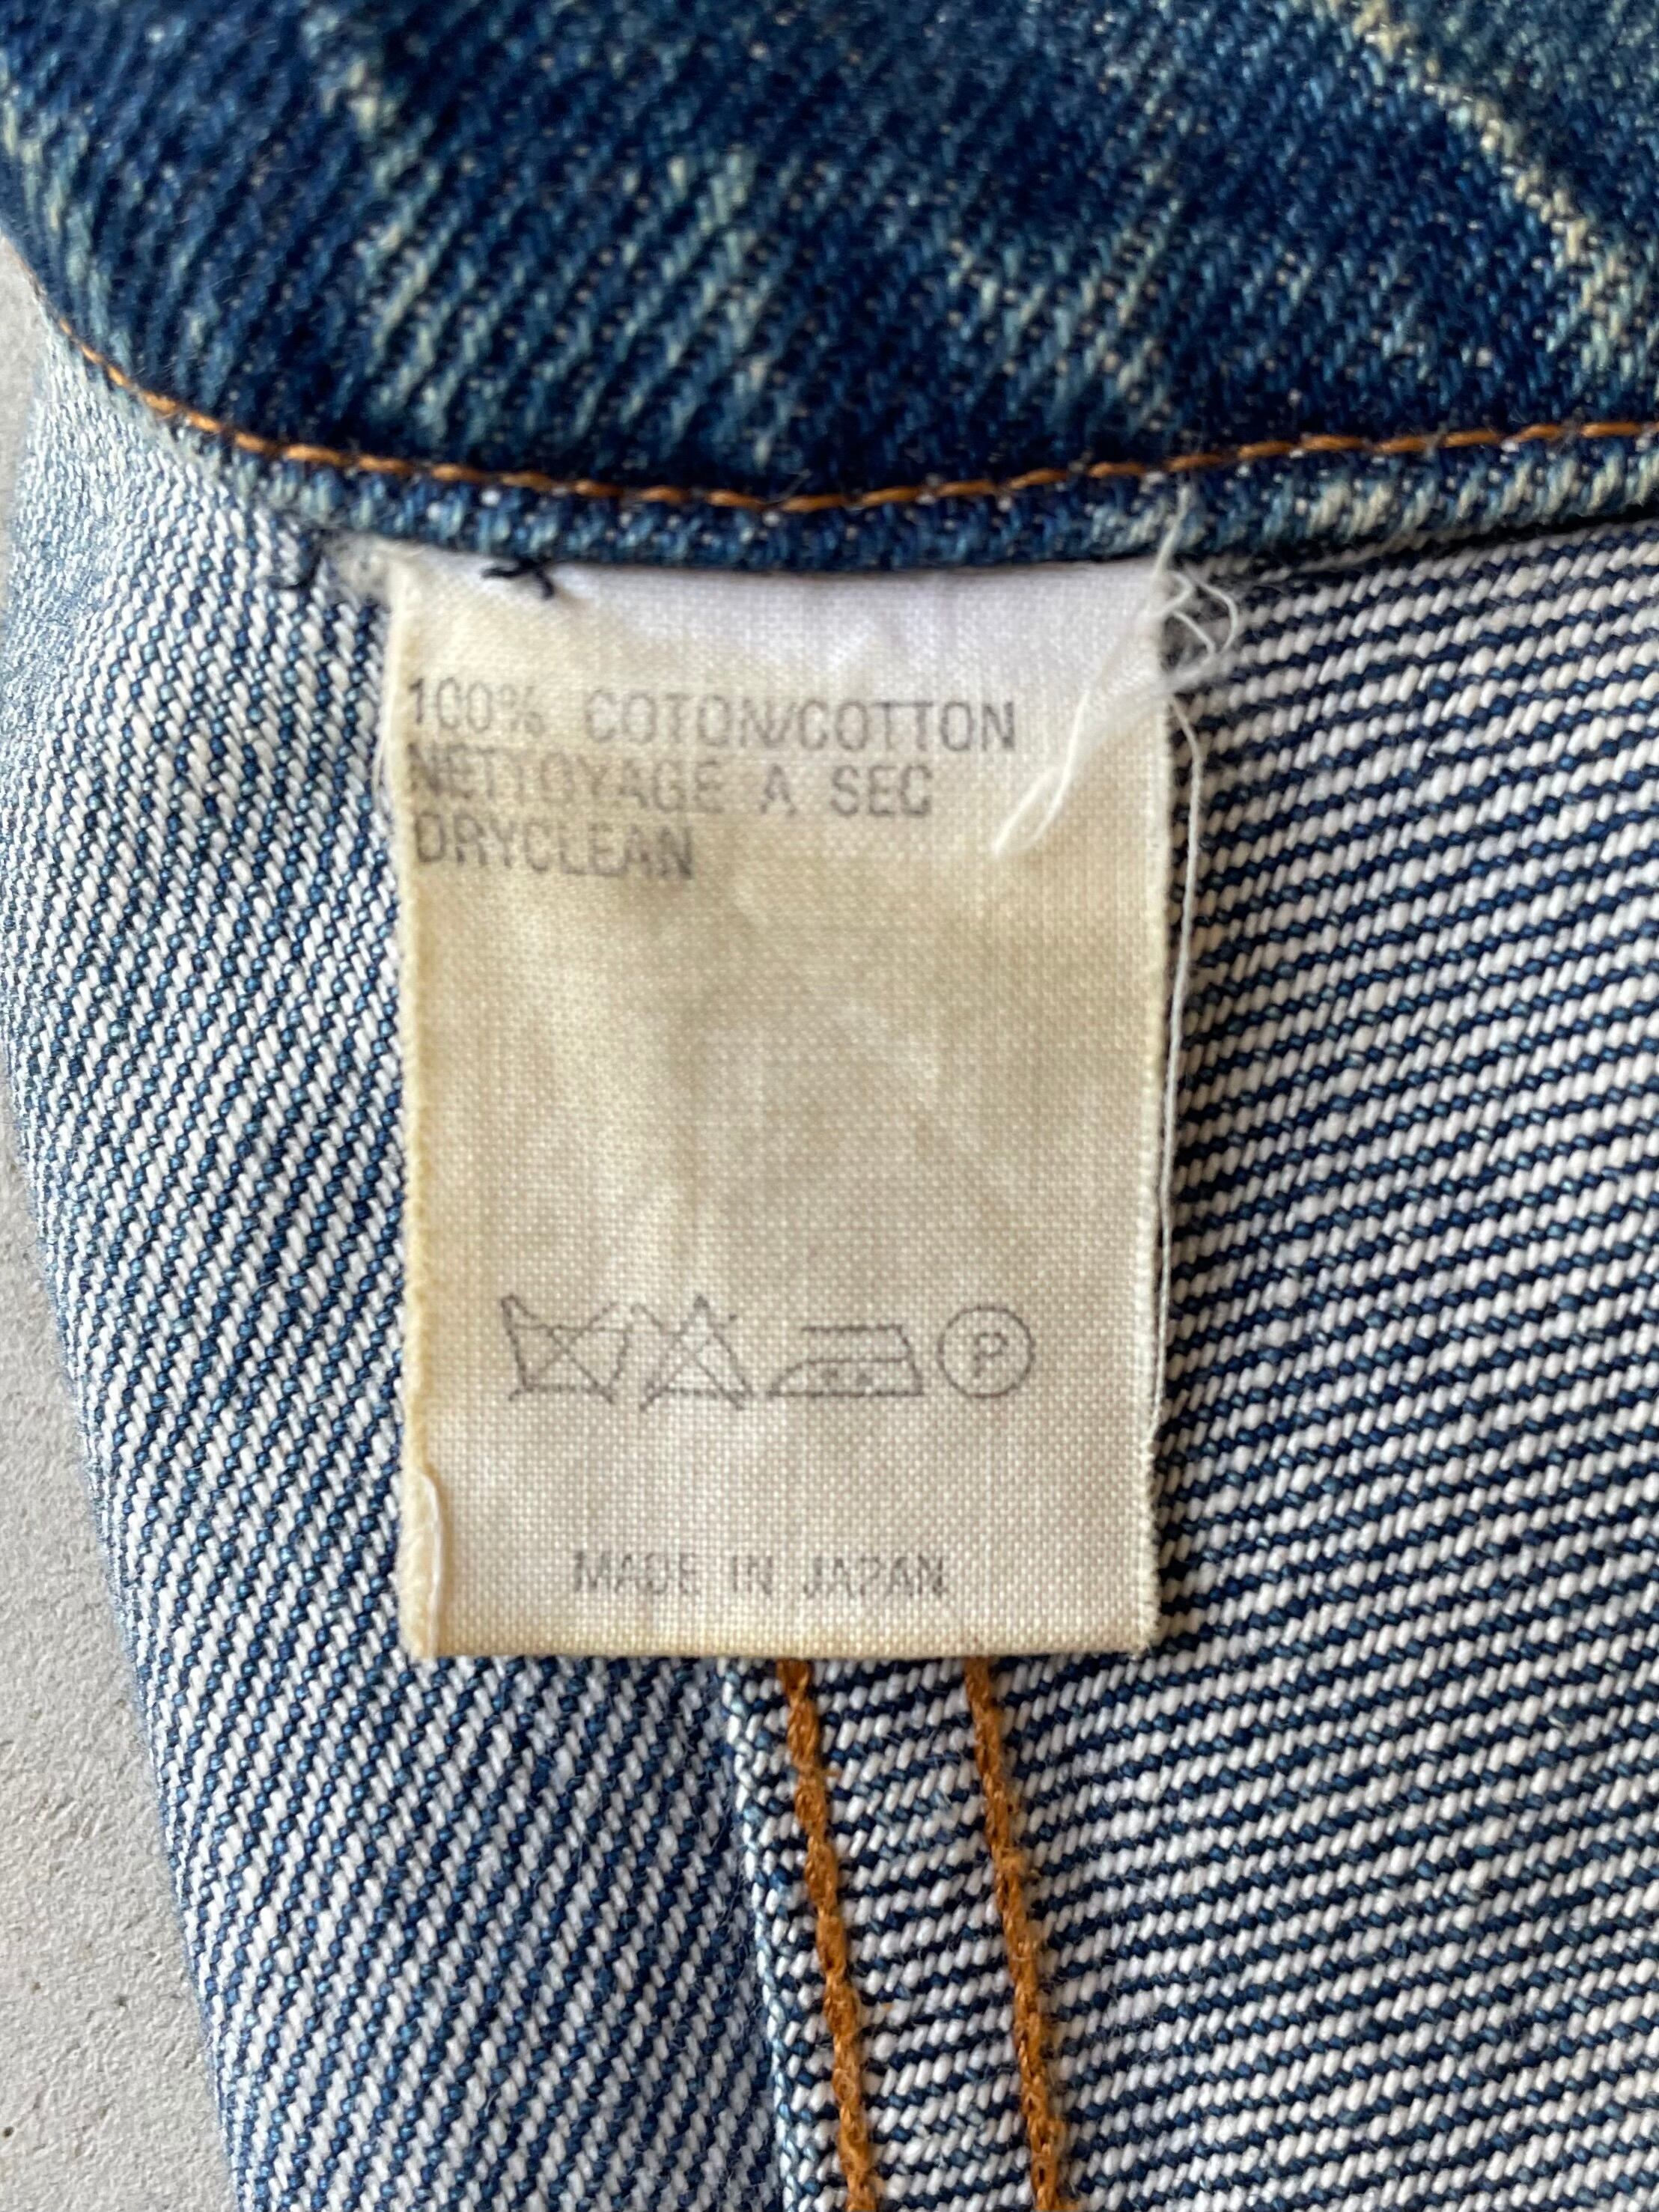 100% COTON/COTTON
NETTOYAGE A SEC
DRYCLEAN
P
MADE IN JAPAN